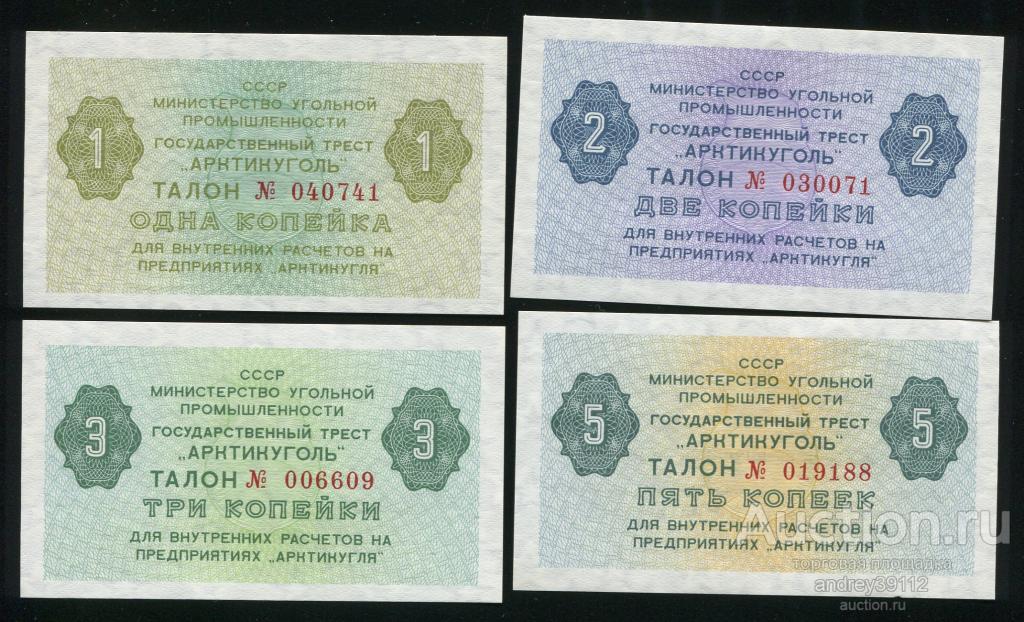 СССР
МИНИСТЕРСТВО УГОЛЬНОЙ
ПРОМЫШЛЕННОСТИ
ГОСУДАРСТВЕННЫЙ ТРЕСТ
„АРКТИКУГОЛЬ“
1 1
ТАЛОН № 040741
ОДНА КОПЕЙКА
ДЛЯ ВНУТРЕННИХ РАСЧЕТОВ НА
ПРЕДПРИЯТИЯХ „АРКТИКУГЛЯ“
СССР
МИНИСТЕРСТВО УГОЛЬНОЙ
ПРОМЫШЛЕННОСТИ
ГОСУДАРСТВЕННЫЙ ТРЕСТ
„АРКТИКУГОЛЬ“
2 2
ТАЛОН № 030071
ДВЕ КОПЕЙКИ
ДЛЯ ВНУТРЕННИХ РАСЧЕТОВ НА
ПРЕДПРИЯТИЯХ „АРКТИКУГЛЯ“
СССР
МИНИСТЕРСТВО УГОЛЬНОЙ
ПРОМЫШЛЕННОСТИ
ГОСУДАРСТВЕННЫЙ ТРЕСТ
3 3
„АРКТИКУГОЛЬ“
ТАЛОН № 006609
ТРИ КОПЕЙКИ
ДЛЯ ВНУТРЕННИХ РАСЧЕТОВ НА
ПРЕДПРИЯТИЯХ „АРКТИКУГЛЯ“
СССР
МИНИСТЕРСТВО УГОЛЬНОЙ
ПРОМЫШЛЕННОСТИ
ГОСУДАРСТВЕННЫЙ ТРЕСТ
5 5
„АРКТИКУГОЛЬ“
ТАЛОН № 019188
ПЯТЬ КОПЕЕК
ДЛЯ ВНУТРЕННИХ РАСЧЕТОВ НА
ПРЕДПРИЯТИЯХ „АРКТИКУГЛЯ“
Auction.ru
торговая площадка
andrey39112
auction.ru